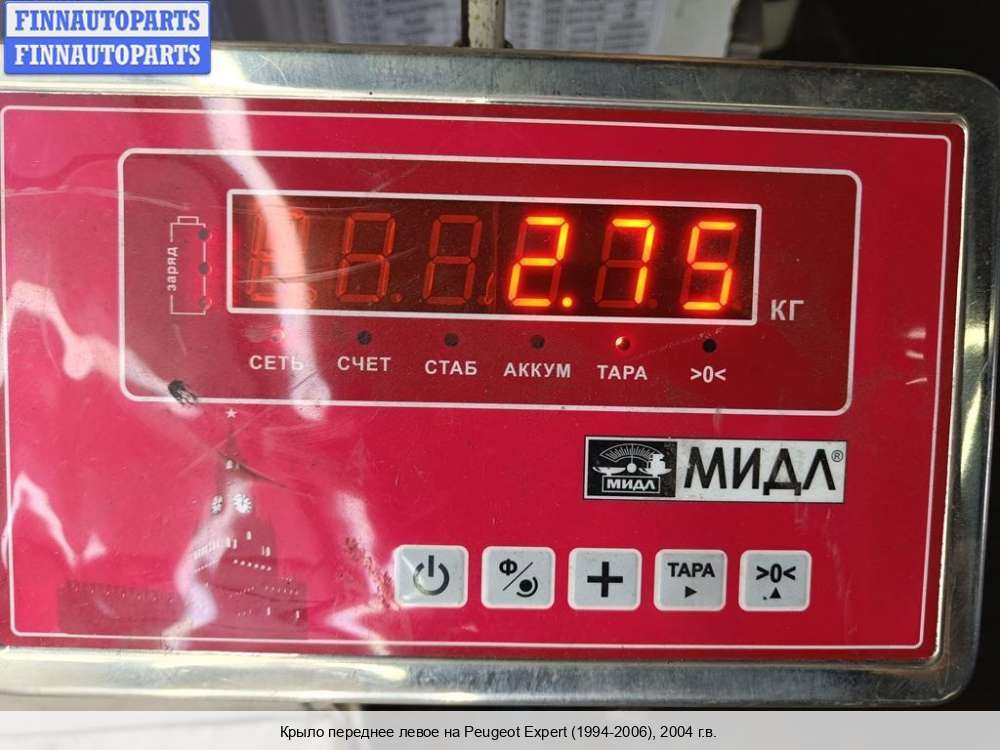 FINNAUTOPARTS
FINNAUTOPARTS
заряд
2.75
КГ
СЕТЬ СЧЕТ СТАБ АККУМ ТАРА >0<
МИДЛ МИДЛ®
Ф ТАРА >0<
Крыло переднее левое на Peugeot Expert (1994-2006), 2004 г.в.